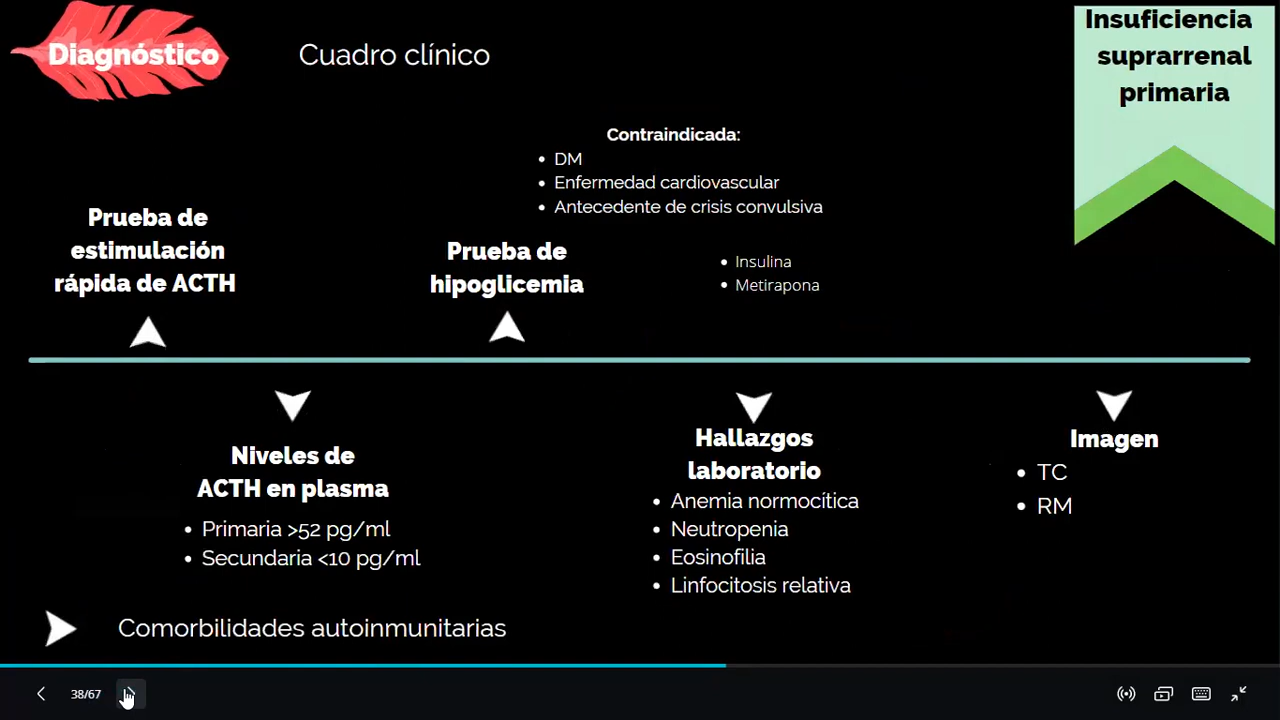 Diagnóstico
Cuadro clínico
Insuficiencia
suprarrenal
primaria
Contraindicada:
• DM
• Enfermedad cardiovascular
• Antecedente de crisis convulsiva
Prueba de
estimulación
rápida de ACTH
Prueba de
hipoglicemia
• Insulina
• Metirapona
Niveles de
ACTH en plasma
• Primaria >52 pg/ml
• Secundaria <10 pg/ml
Hallazgos
laboratorio
• Anemia normocítica
• Neutropenia
• Eosinofilia
• Linfocitosis relativa
Imagen
• TC
• RM
Comorbilidades autoinmunitarias
38/67